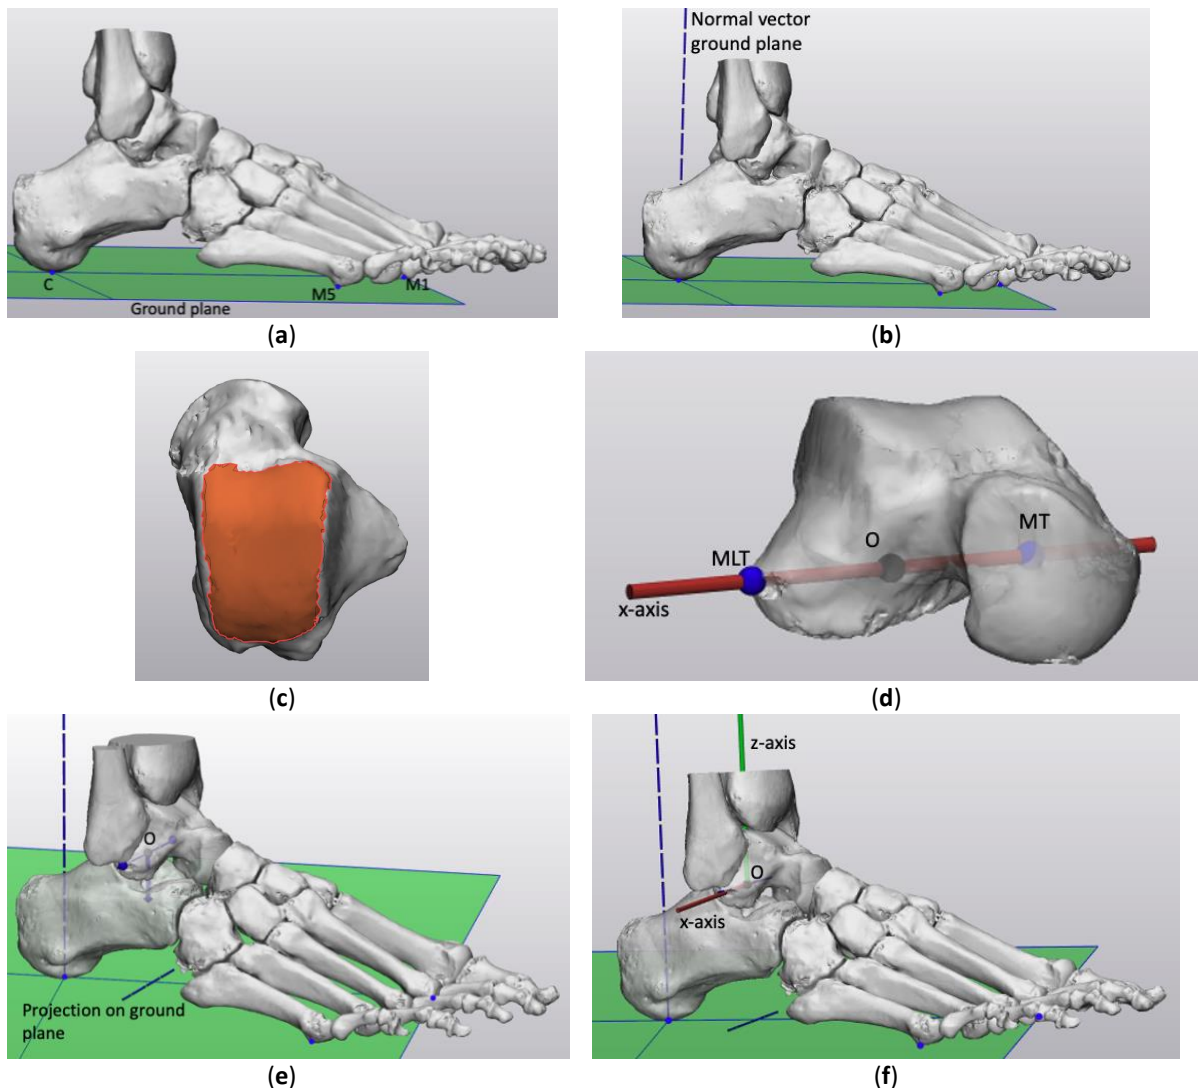 C
M5
M1
Ground plane
(a)
Normal vector
ground plane
(b)
(c)
MLT
O
MT
x-axis
(d)
O
Projection on ground
plane
(e)
z-axis
O
x-axis
(f)